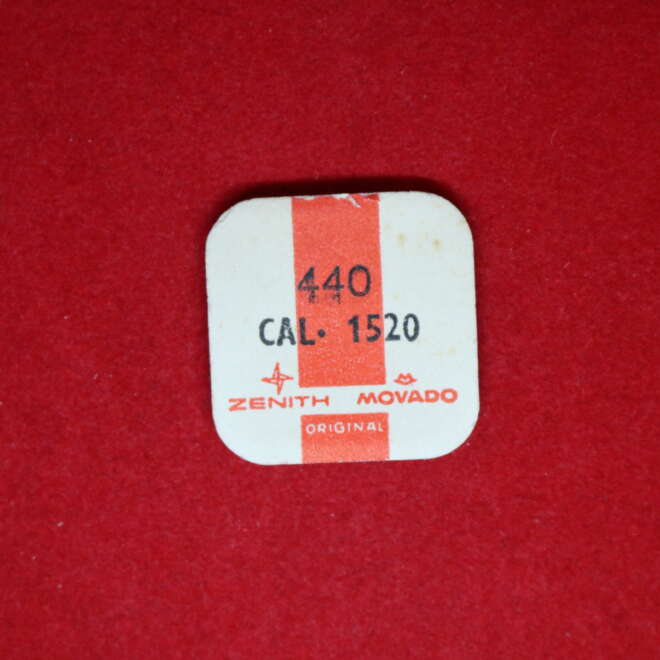 440
CAL. 1520
ZENITH MOVADO
ORIGINAL